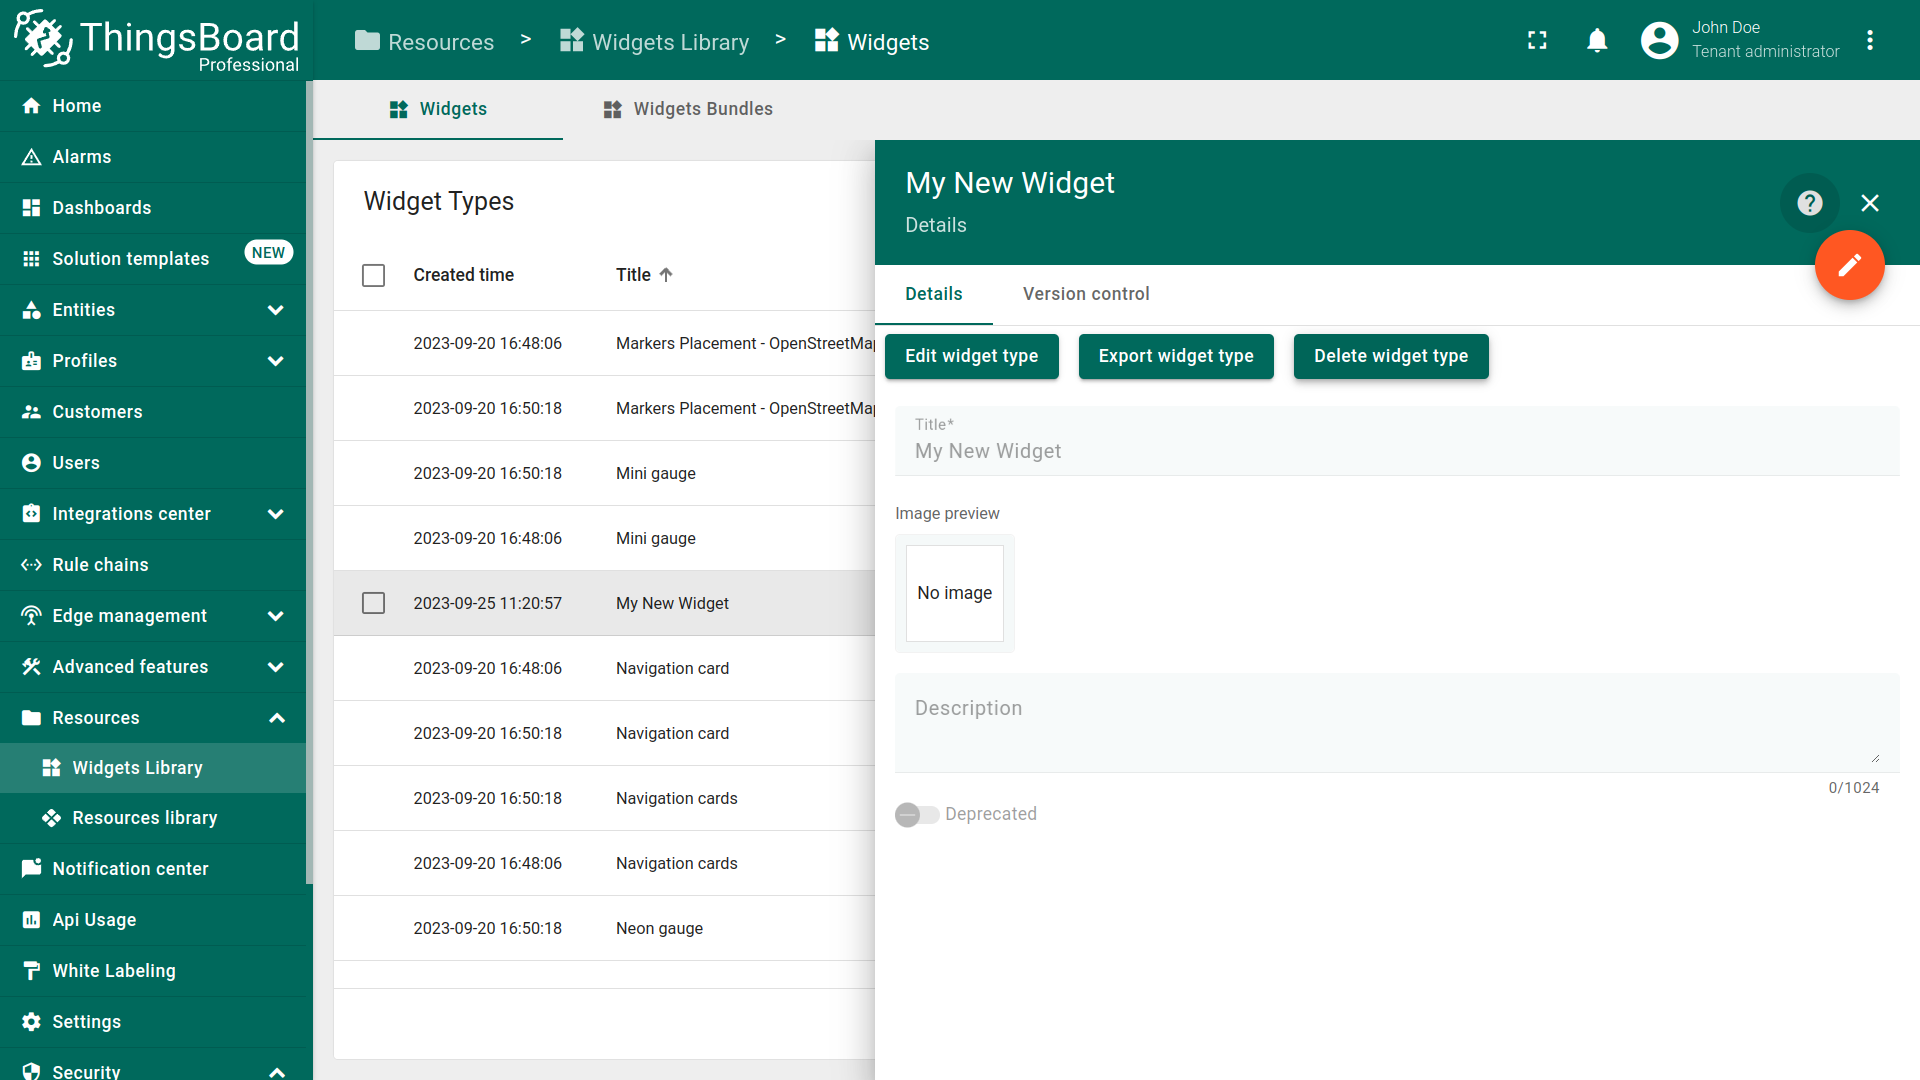 ThingsBoard
Professional
Resources > Widgets Library > Widgets
John Doe
Tenant administrator
Home
Alarms
Dashboards
Solution templates NEW
Entities
Profiles
Customers
Users
Integrations center
Rule chains
Edge management
Advanced features
Resources
Widgets Library
Resources library
Notification center
Api Usage
White Labeling
Settings
Security
Widgets Widgets Bundles
Widget Types
Created time Title
2023-09-20 16:48:06 Markers Placement - OpenStreetMap
2023-09-20 16:50:18 Markers Placement - OpenStreetMap
2023-09-20 16:50:18 Mini gauge
2023-09-20 16:48:06 Mini gauge
2023-09-25 11:20:57 My New Widget
2023-09-20 16:48:06 Navigation card
2023-09-20 16:50:18 Navigation card
2023-09-20 16:50:18 Navigation cards
2023-09-20 16:48:06 Navigation cards
2023-09-20 16:50:18 Neon gauge
My New Widget
Details
Details Version control
Edit widget type Export widget type Delete widget type
Title*
My New Widget
Image preview
No image
Description
0/1024
Deprecated